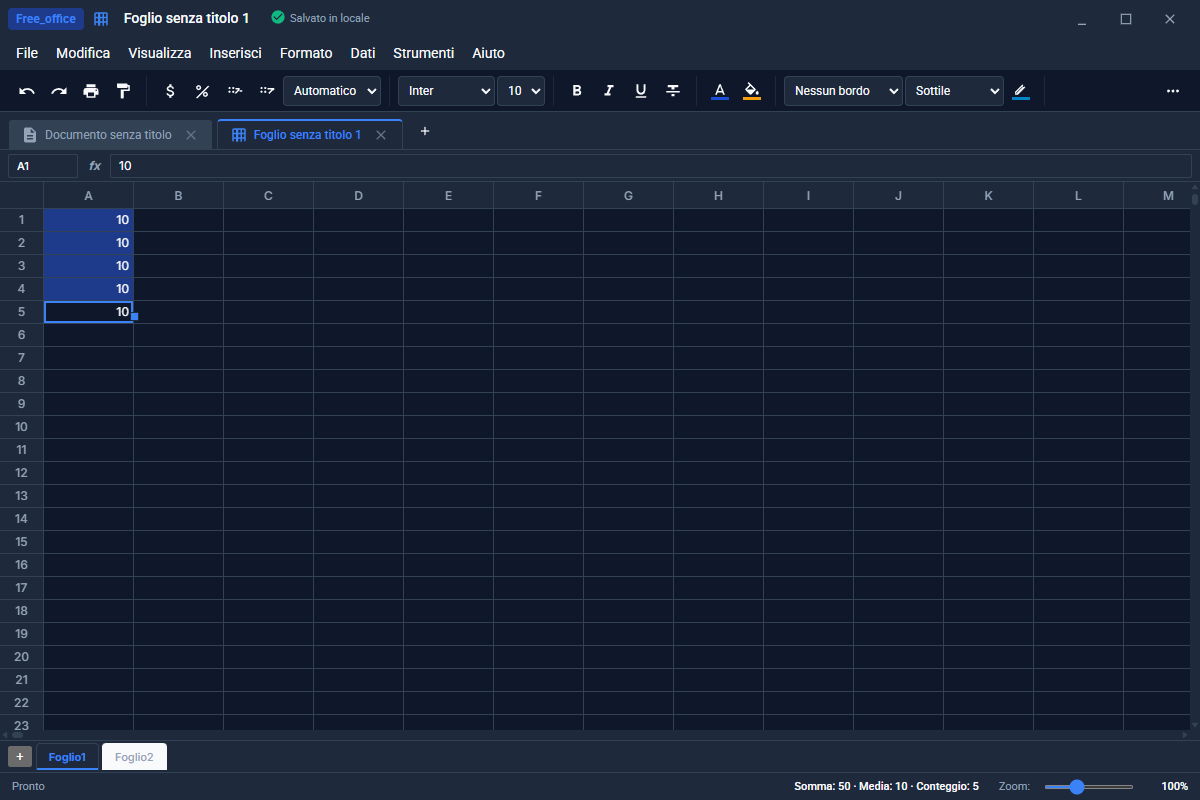 Free_office Foglio senza titolo 1 Salvato in locale
File Modifica Visualizza Inserisci Formato Dati Strumenti Aiuto
$ % Automatico Inter 10 B I U A Nessun bordo Sottile
Documento senza titolo Foglio senza titolo 1 +
A1 fx 10
A B C D E F G H I J K L M
1 10
2 10
3 10
4 10
5 10
6
7
8
9
10
11
12
13
14
15
16
17
18
19
20
21
22
23
+ Foglio1 Foglio2
Pronto Somma: 50 · Media: 10 · Conteggio: 5 Zoom: 100%